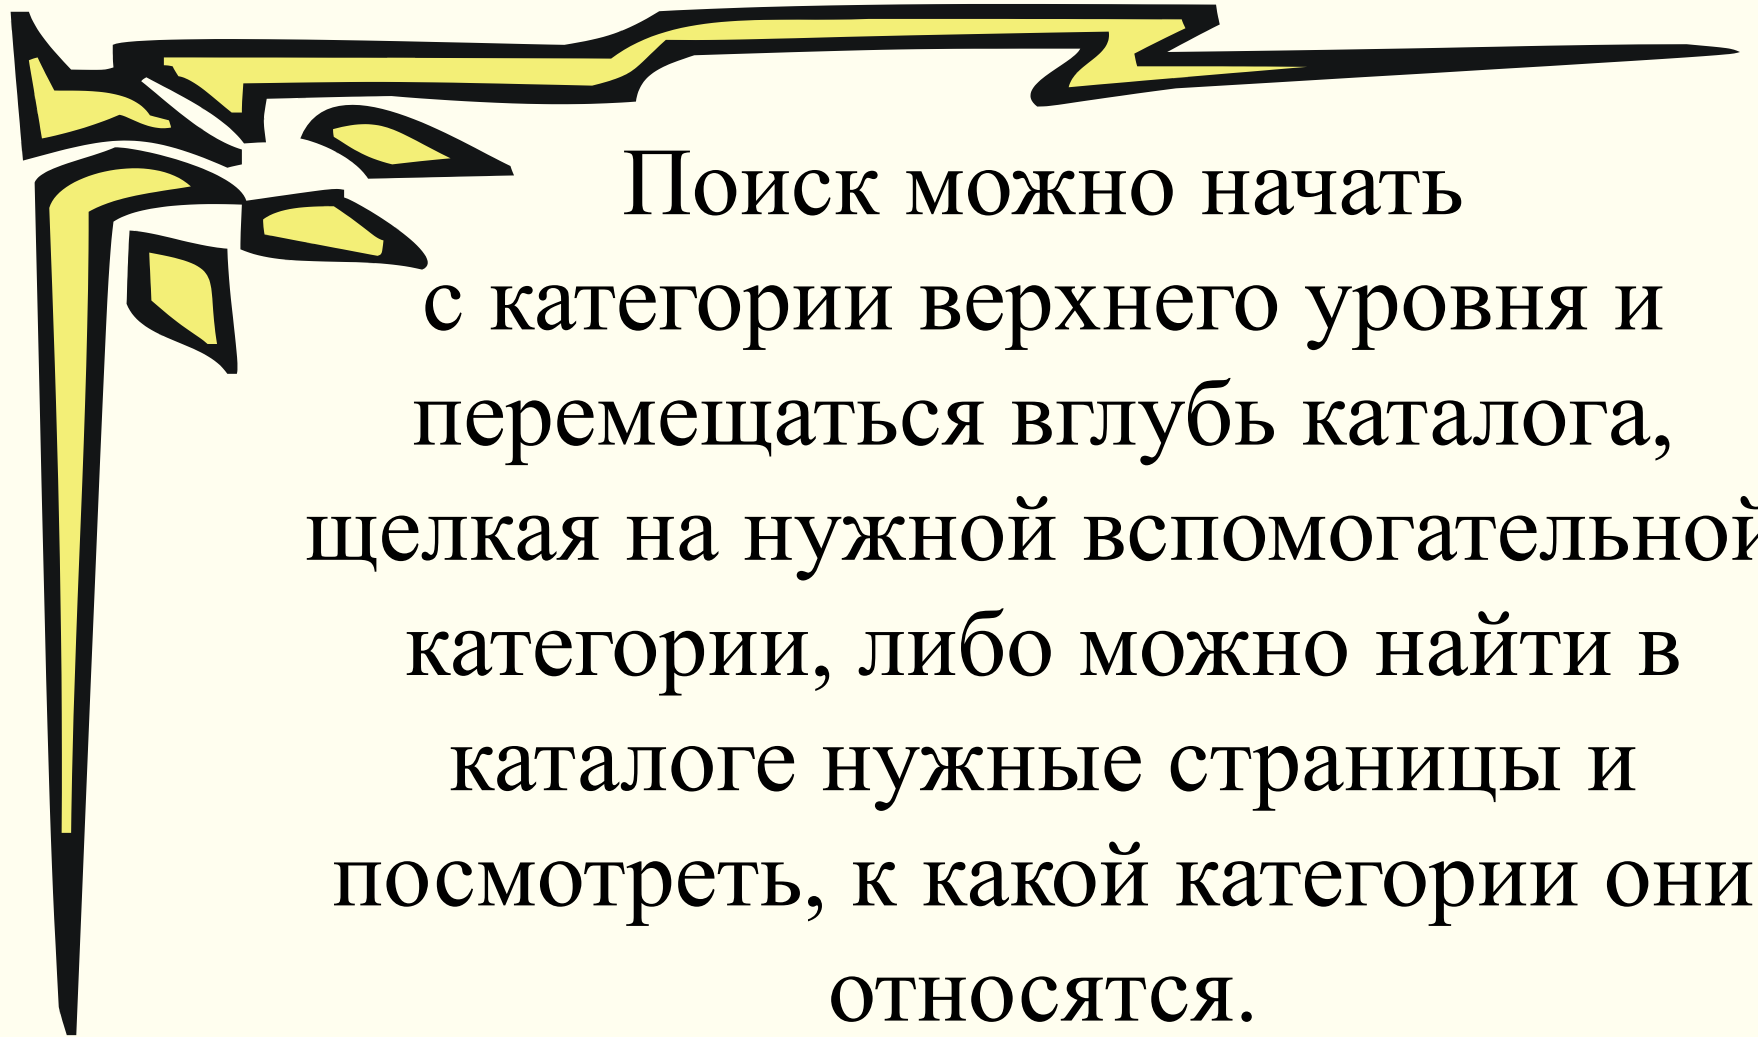 Поиск можно начать
с категории верхнего уровня и
перемещаться вглубь каталога,
щелкая на нужной вспомогательной
категории, либо можно найти в
каталоге нужные страницы и
посмотреть, к какой категории они
относятся.